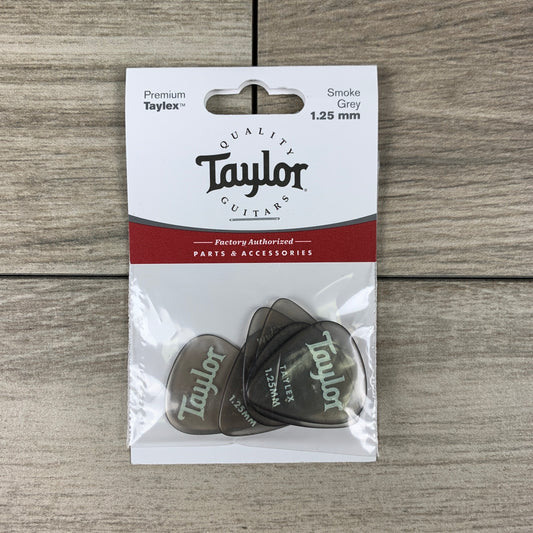 Premium
Taylex™
Smoke
Grey
1.25 mm
QUALITY
Taylor
GUITARS
Factory Authorized
PARTS & ACCESSORIES
Taylor
1.25MM
Taylor
TAYLEX
1.25MM